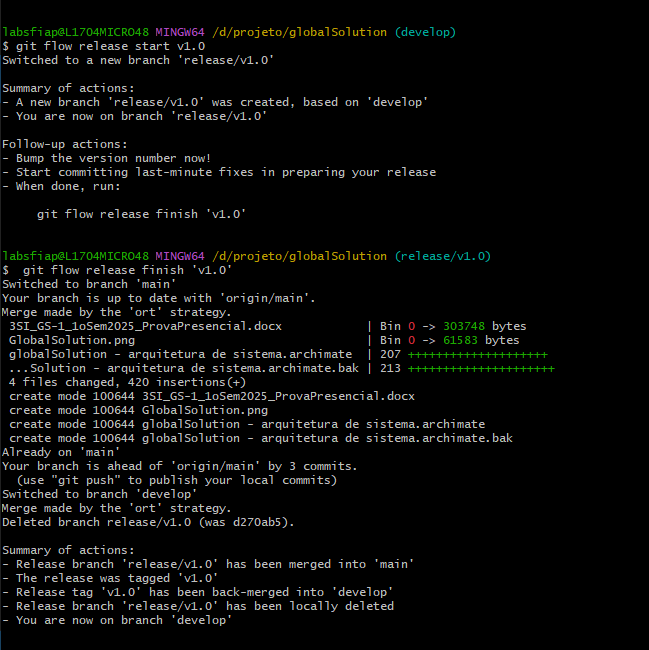 labsfiap@L1704MICRO48 MINGW64 /d/projeto/globalSolution (develop)
$ git flow release start v1.0
Switched to a new branch 'release/v1.0'
Summary of actions:
- A new branch 'release/v1.0' was created, based on 'develop'
- You are now on branch 'release/v1.0'
Follow-up actions:
- Bump the version number now!
- Start committing last-minute fixes in preparing your release
- When done, run:
     git flow release finish 'v1.0'
labsfiap@L1704MICRO48 MINGW64 /d/projeto/globalSolution (release/v1.0)
$  git flow release finish 'v1.0'
Switched to branch 'main'
Your branch is up to date with 'origin/main'.
Merge made by the 'ort' strategy.
 3SI_GS-1_1oSem2025_ProvaPresencial.docx            | Bin 0 -> 303748 bytes
 GlobalSolution.png                                 | Bin 0 -> 61583 bytes
 globalSolution - arquitetura de sistema.archimate  | 207 ++++++++++++++++++++
 ...Solution - arquitetura de sistema.archimate.bak | 213 +++++++++++++++++++++
 4 files changed, 420 insertions(+)
 create mode 100644 3SI_GS-1_1oSem2025_ProvaPresencial.docx
 create mode 100644 GlobalSolution.png
 create mode 100644 globalSolution - arquitetura de sistema.archimate
 create mode 100644 globalSolution - arquitetura de sistema.archimate.bak
Already on 'main'
Your branch is ahead of 'origin/main' by 3 commits.
  (use "git push" to publish your local commits)
Switched to branch 'develop'
Merge made by the 'ort' strategy.
Deleted branch release/v1.0 (was d270ab5).
Summary of actions:
- Release branch 'release/v1.0' has been merged into 'main'
- The release was tagged 'v1.0'
- Release tag 'v1.0' has been back-merged into 'develop'
- Release branch 'release/v1.0' has been locally deleted
- You are now on branch 'develop'